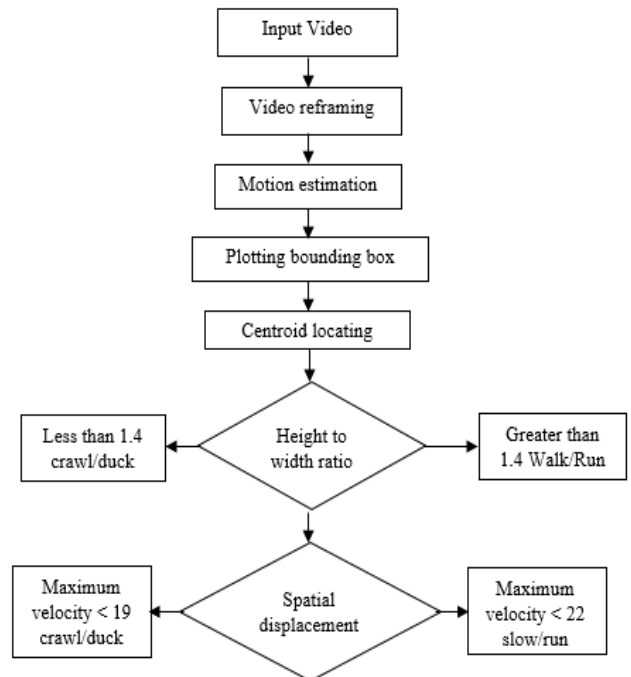 Input Video
Video reframing
Motion estimation
Plotting bounding box
Centroid locating
Less than 1.4
crawl/duck
Height to
width ratio
Greater than
1.4 Walk/Run
Maximum
velocity < 19
crawl/duck
Spatial
displacement
Maximum
velocity < 22
slow/run